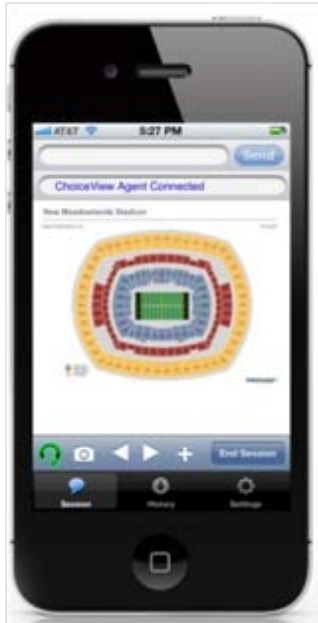 AT&T 5:27 PM
Send
ChoiceView Agent Connected
New Meadowlands Stadium
End Session
Session History Settings